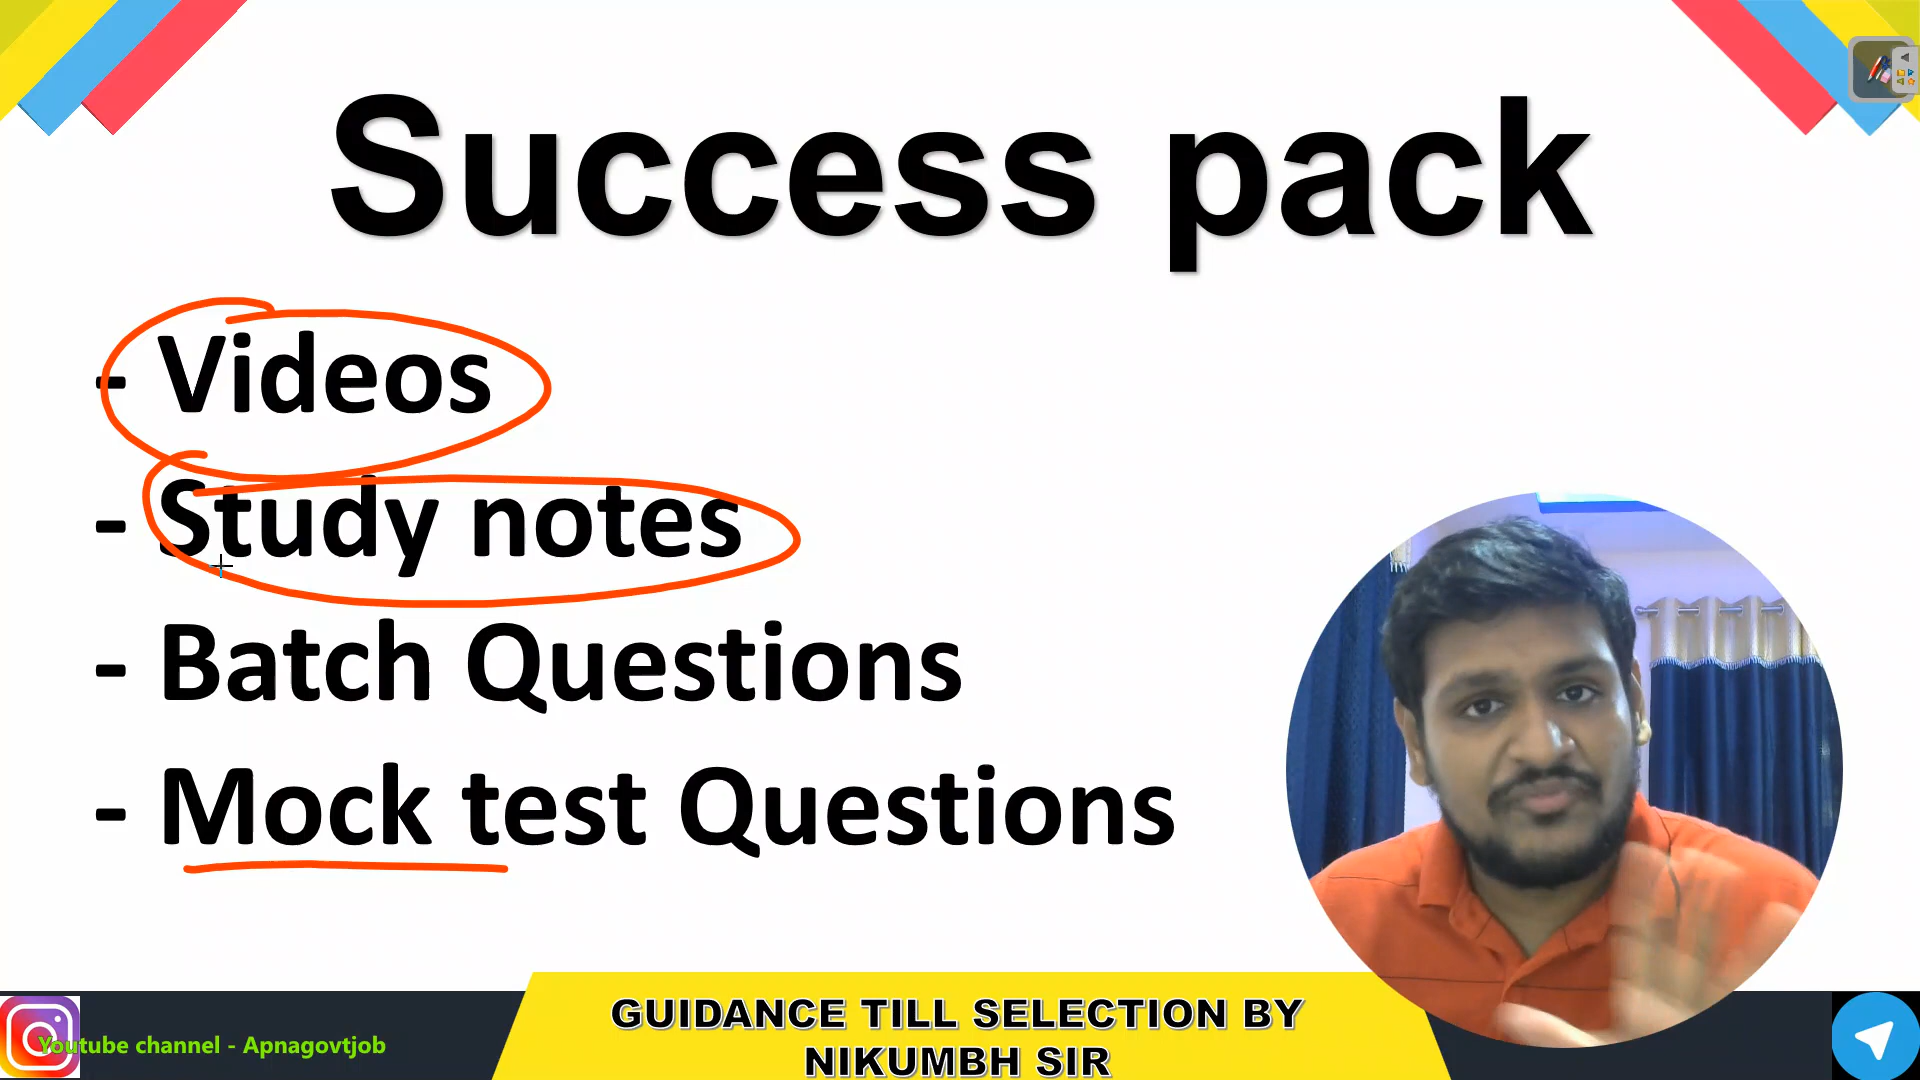 Success pack
- Videos
- Study notes
- Batch Questions
- Mock test Questions
GUIDANCE TILL SELECTION BY
NIKUMBH SIR
Youtube channel - Apnagovtjob